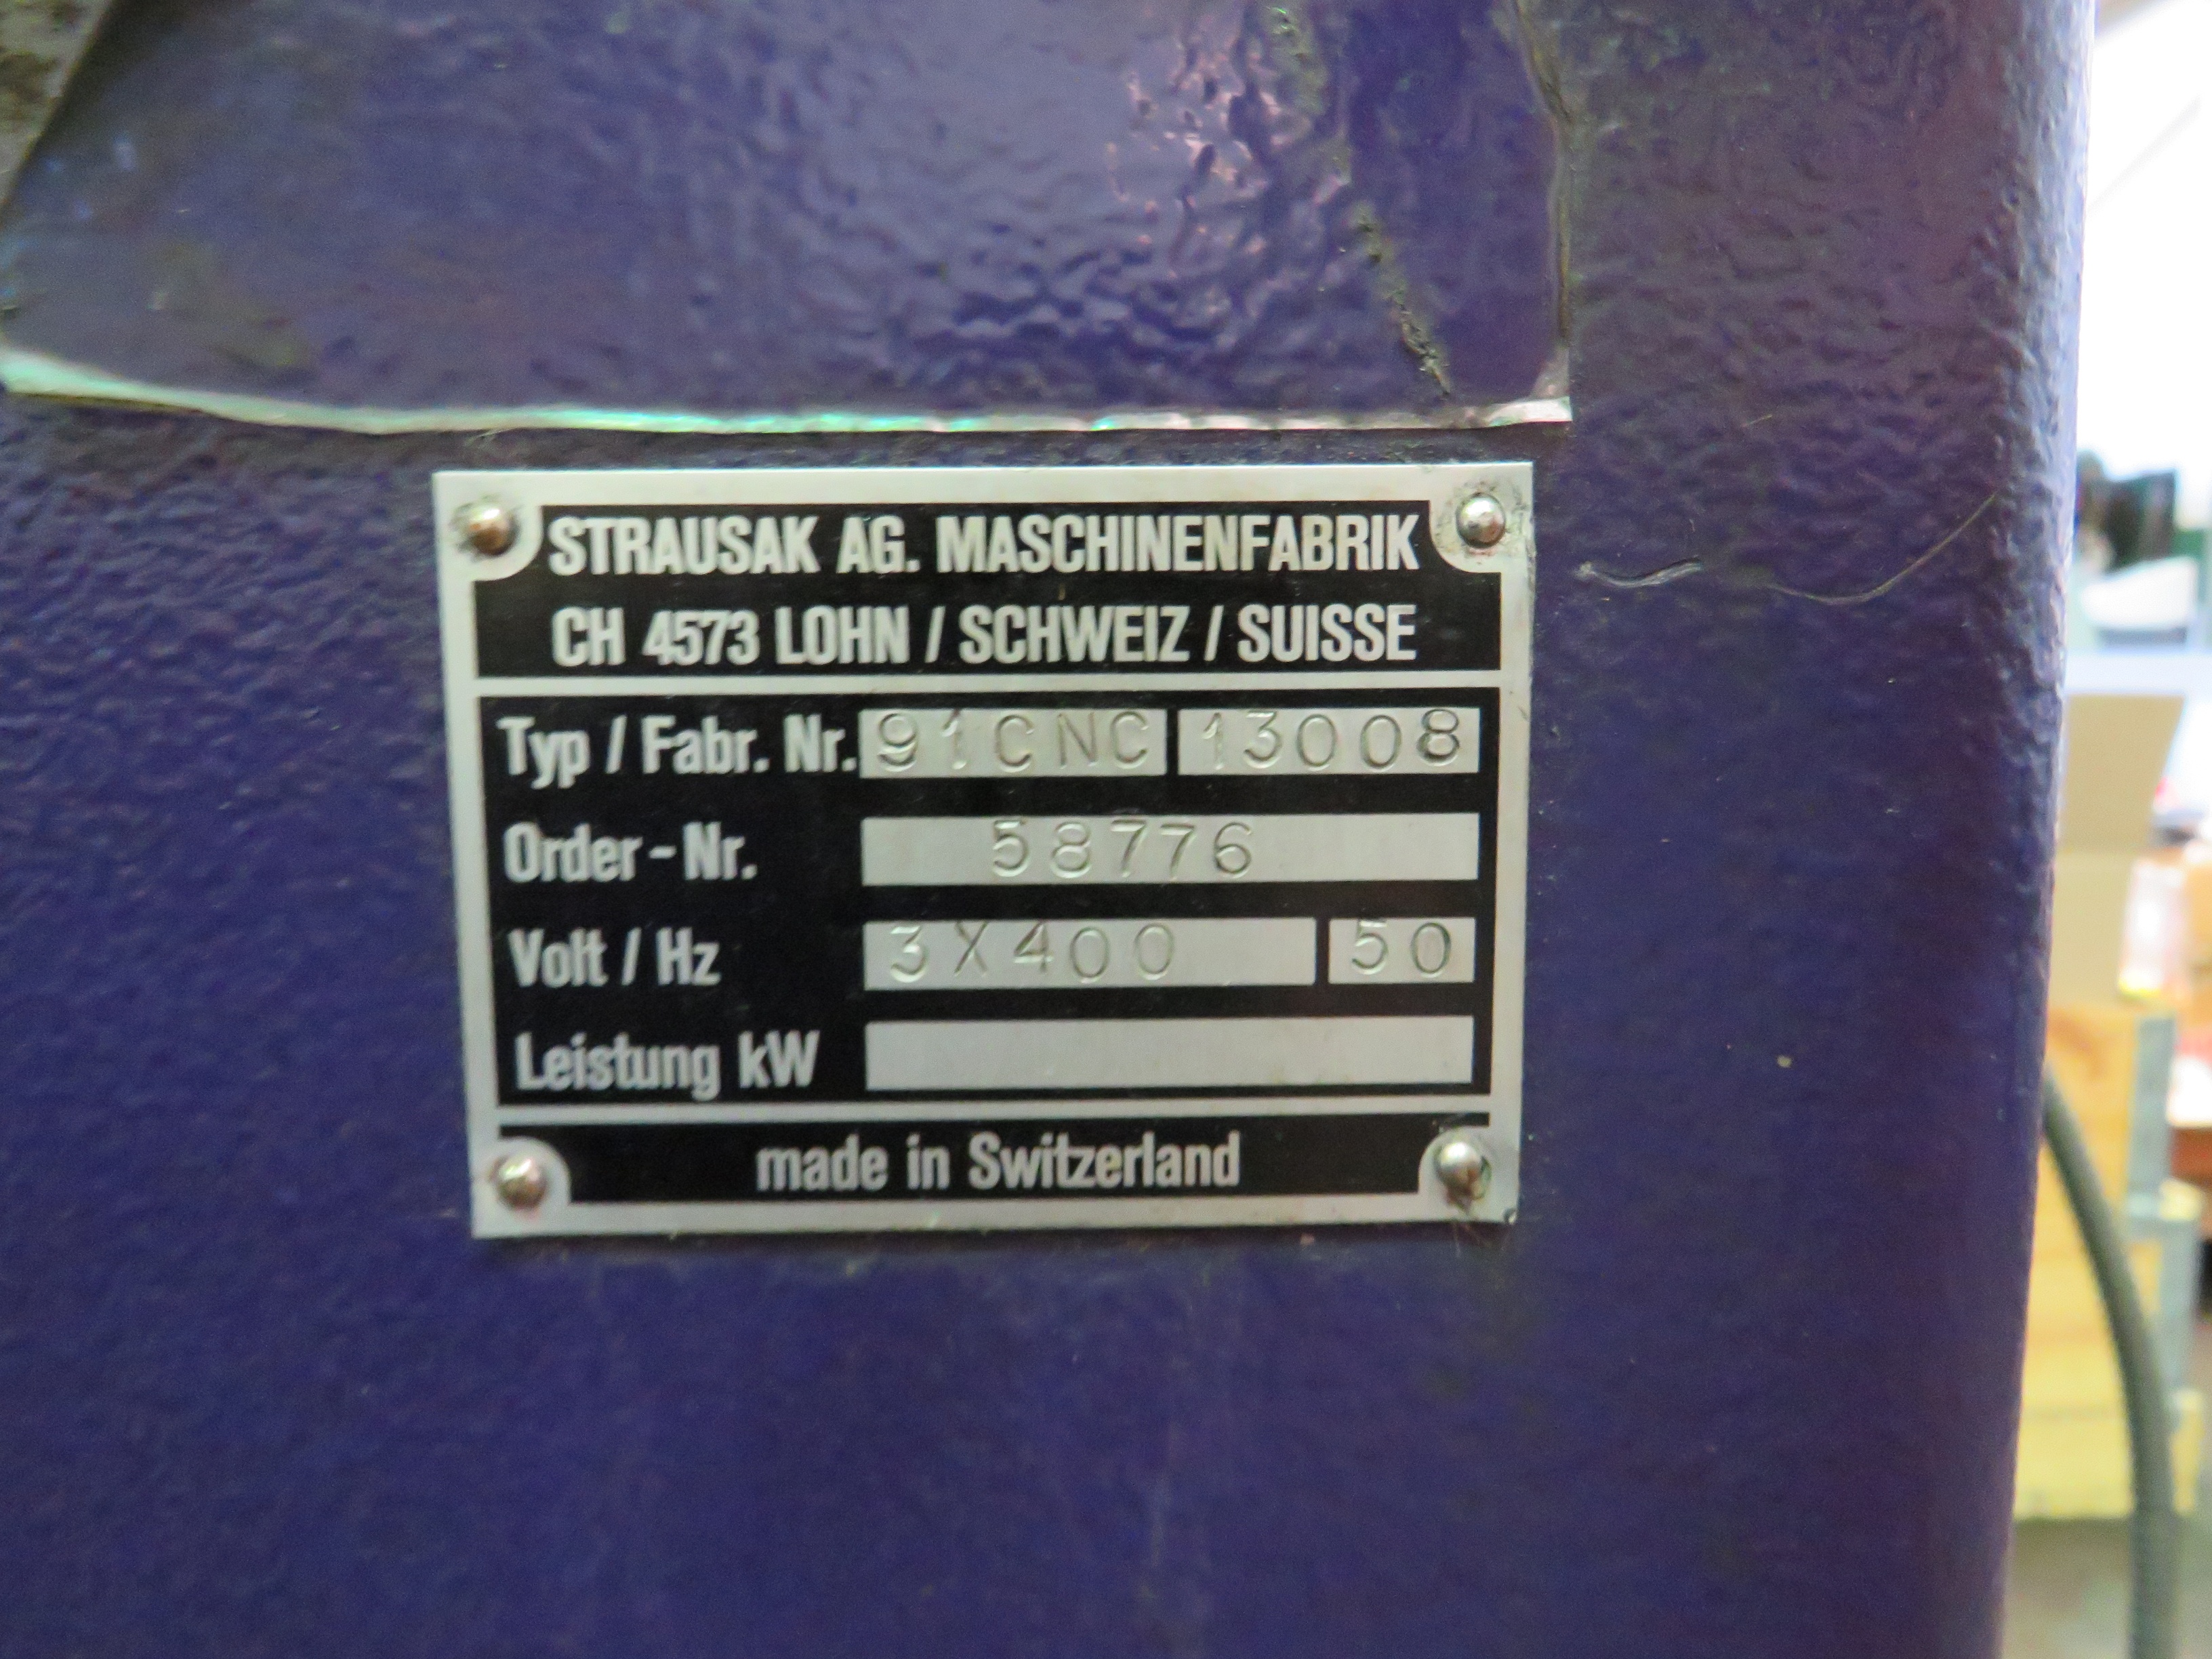 STRAUSAK AG. MASCHINENFABRIK
CH 4573 LOHN / SCHWEIZ / SUISSE
Typ / Fabr. Nr. 91CNC 13008
Order-Nr. 58776
Volt / Hz 3X400 50
Leistung kW
made in Switzerland